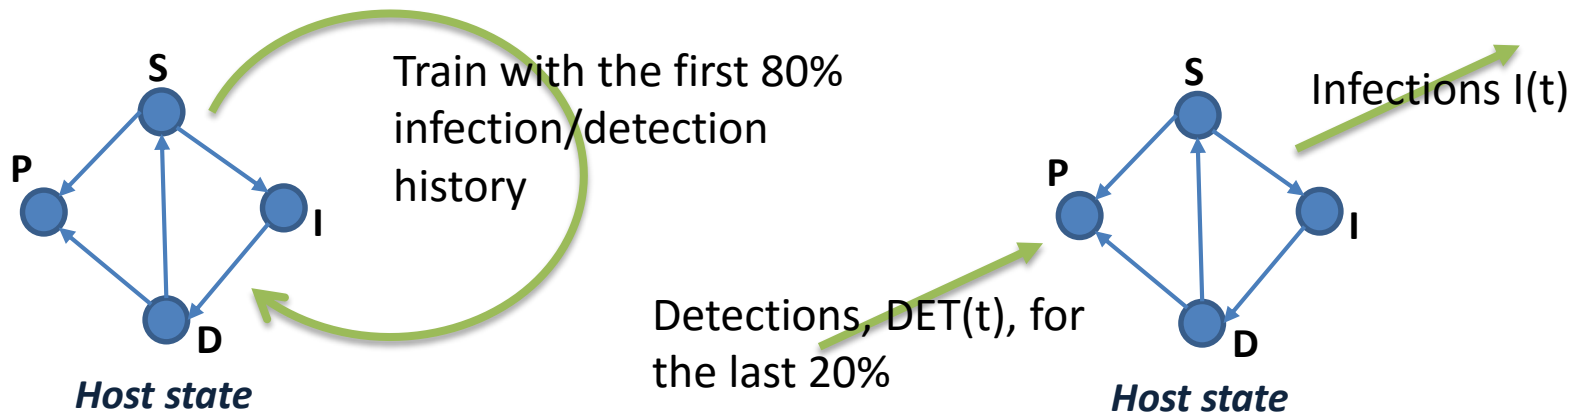 S
P
I
D
Host state
Train with the first 80%
infection/detection
history
Detections, DET(t), for
the last 20%
S
P
I
D
Host state
Infections I(t)